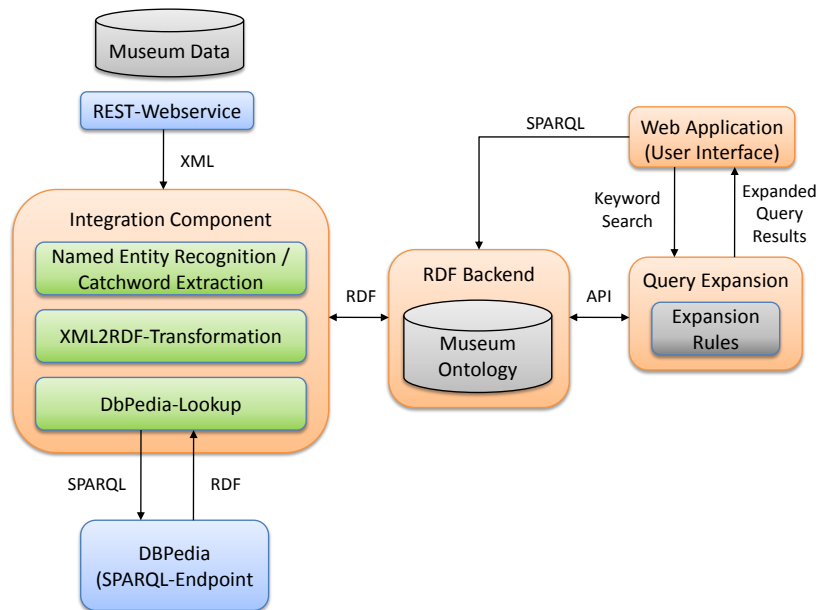 Museum Data
REST-Webservice
XML
Integration Component
Named Entity Recognition /
Catchword Extraction
XML2RDF-Transformation
DbPedia-Lookup
SPARQL
RDF
DBPedia
(SPARQL-Endpoint
RDF
RDF Backend
Museum
Ontology
SPARQL
API
Web Application
(User Interface)
Keyword
Search
Expanded
Query
Results
Query Expansion
Expansion
Rules